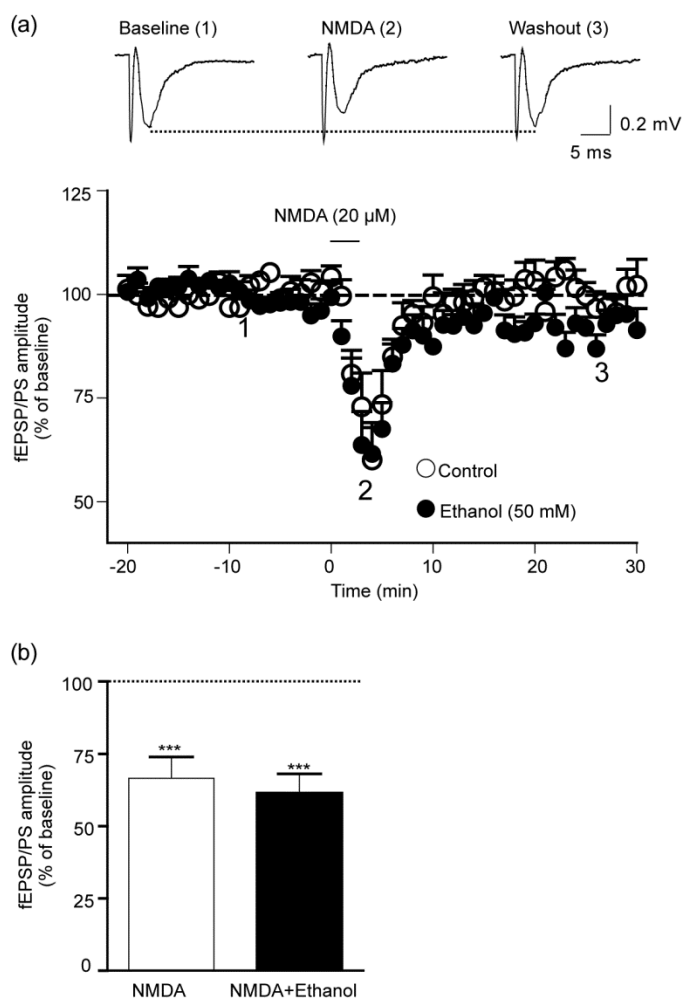 (a)
Baseline (1) NMDA (2) Washout (3)
0.2 mV
5 ms
125
NMDA (20 µM)
100
75
50
1
2
3
fEPSP/PS amplitude
(% of baseline)
Control
Ethanol (50 mM)
-20 -10 0 10 20 30
Time (min)
(b)
100
75
50
25
0
fEPSP/PS amplitude
(% of baseline)
*** ***
NMDA NMDA+Ethanol